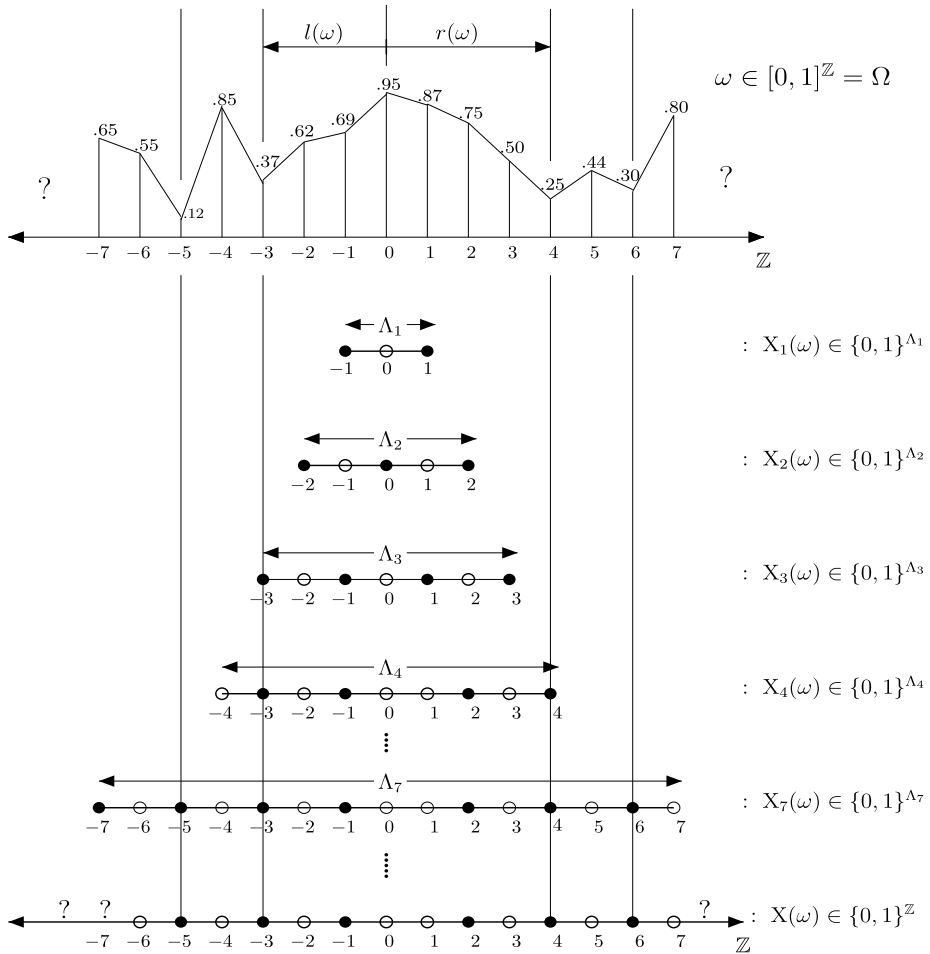 l(ω) r(ω)
ω ∈ [0, 1]^ℤ = Ω
.65 .55 .12 .85 .37 .62 .69 .95 .87 .75 .50 .25 .44 .30 .80
? ?
−7 −6 −5 −4 −3 −2 −1 0 1 2 3 4 5 6 7
ℤ
Λ₁ : X₁(ω) ∈ {0, 1}^Λ₁
−1 0 1
Λ₂ : X₂(ω) ∈ {0, 1}^Λ₂
−2 −1 0 1 2
Λ₃ : X₃(ω) ∈ {0, 1}^Λ₃
−3 −2 −1 0 1 2 3
Λ₄ : X₄(ω) ∈ {0, 1}^Λ₄
−4 −3 −2 −1 0 1 2 3 4
Λ₇ : X₇(ω) ∈ {0, 1}^Λ₇
−7 −6 −5 −4 −3 −2 −1 0 1 2 3 4 5 6 7
? ? ? : X(ω) ∈ {0, 1}^ℤ
−7 −6 −5 −4 −3 −2 −1 0 1 2 3 4 5 6 7
ℤ